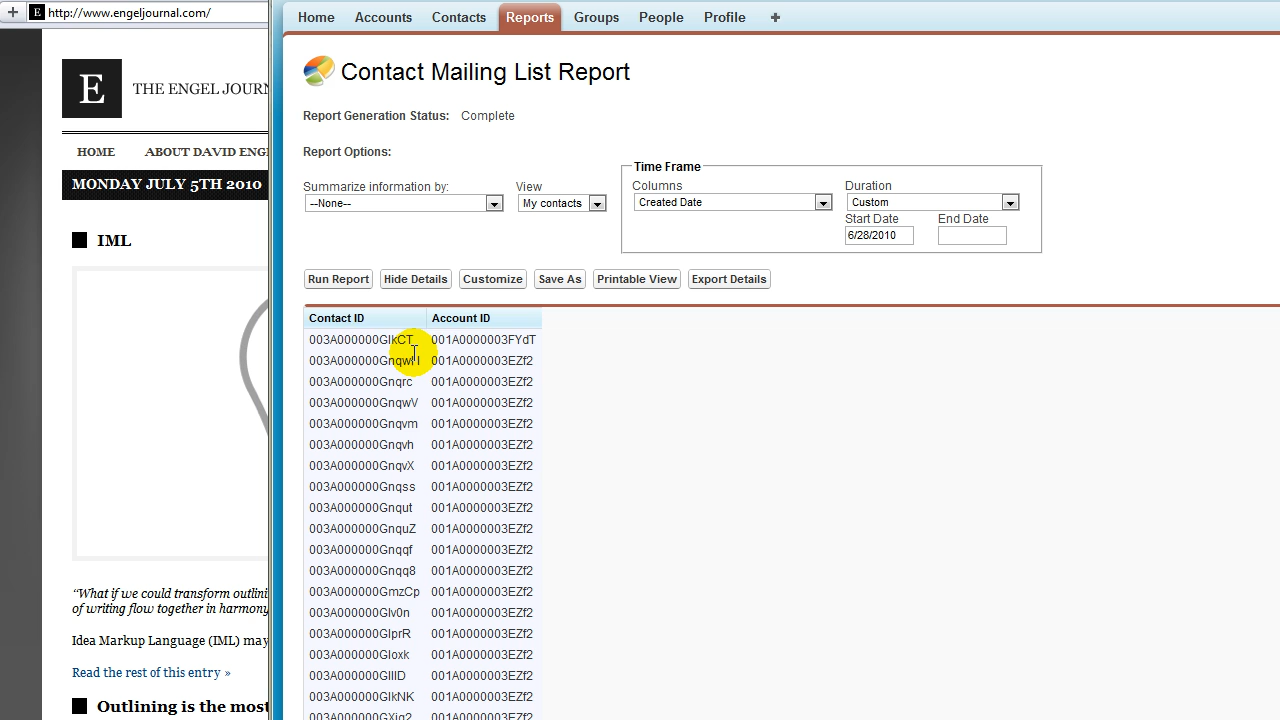 http://www.engeljournal.com/
E
THE ENGEL JOURN
HOME ABOUT DAVID ENGE
MONDAY JULY 5TH 2010
IML
"What if we could transform outlini
of writing flow together in harmony
Idea Markup Language (IML) may
Read the rest of this entry »
Outlining is the most
Home Accounts Contacts Reports Groups People Profile +
Contact Mailing List Report
Report Generation Status: Complete
Report Options:
Summarize information by:
--None--
View
My contacts
Time Frame
Columns
Created Date
Duration
Custom
Start Date
6/28/2010
End Date
Run Report Hide Details Customize Save As Printable View Export Details
Contact ID Account ID
003A000000GlkCT 001A0000003FYdT
001A0000003EZf2
003A000000Gnqrc 001A0000003EZf2
003A000000GnqwV 001A0000003EZf2
003A000000Gnqvm 001A0000003EZf2
003A000000Gnqvh 001A0000003EZf2
003A000000GnqvX 001A0000003EZf2
003A000000Gnqss 001A0000003EZf2
003A000000Gnqut 001A0000003EZf2
003A000000GnquZ 001A0000003EZf2
003A000000Gnqqf 001A0000003EZf2
003A000000Gnqq8 001A0000003EZf2
003A000000GmzCp 001A0000003EZf2
003A000000Glv0n 001A0000003EZf2
003A000000GlprR 001A0000003EZf2
003A000000Gloxk 001A0000003EZf2
001A0000003EZf2
003A000000GlkNK 001A0000003EZf2
001A0000003EZf2